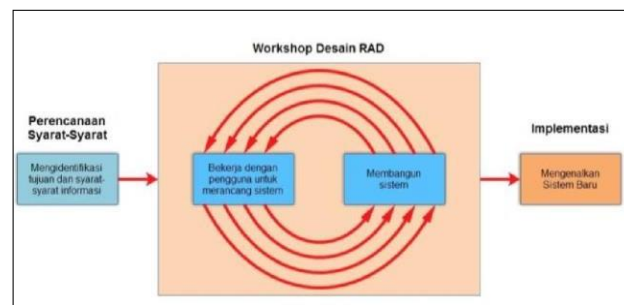 Workshop Desain RAD
Perencanaan
Syarat-Syarat
Mengidentifikasi
tujuan dan syarat-
syarat informasi
Bekerja dengan
pengguna untuk
merancang sistem
Membangun
sistem
Implementasi
Mengenalkan
Sistem Baru